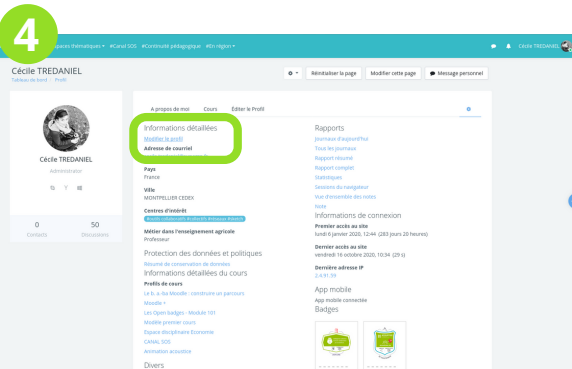 4
paces thématiques #Canal SOS #Continuité pédagogique #En région
Cécile TREDANIEL
Cécile TREDANIEL
Tableau de bord / Profil
Réinitialiser la page
Modifier cette page
Message personnel
Cécile TREDANIEL
Administrator
0
Contacts
50
Discussions
A propos de moi
Cours
Éditer le Profil
Informations détaillées
Modifier le profil
Adresse de courriel
Pays
France
Ville
MONTPELLIER CEDEX
Centres d'intérêt
Métier dans l'enseignement agricole
Professeur
Protection des données et politiques
Résumé de conservation de données
Informations détaillées du cours
Profils de cours
Le b. a.-ba Moodle : construire un parcours
Moodle +
Les Open badges - Module 101
Modèle premier cours
Espace disciplinaire Economie
CANAL SOS
Animation acoustice
Divers
Rapports
Journaux d'aujourd'hui
Tous les journaux
Rapport résumé
Rapport complet
Statistiques
Sessions du navigateur
Vue d'ensemble des notes
Note
Informations de connexion
Premier accès au site
lundi 6 janvier 2020, 12:44 (283 jours 20 heures)
Dernier accès au site
vendredi 16 octobre 2020, 10:34 (29 s)
Dernière adresse IP
2.4.91.59
App mobile
App mobile connectée
Badges